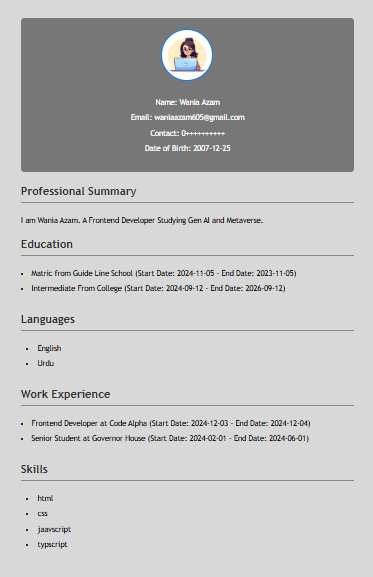 Name: Wania Azam
Email: waniaazam605@gmail.com
Contact: 0++++++++++
Date of Birth: 2007-12-25
Professional Summary
I am Wania Azam. A Frontend Developer Studying Gen AI and Metaverse.
Education
• Matric from Guide Line School (Start Date: 2024-11-05 - End Date: 2023-11-05)
• Intermediate From College (Start Date: 2024-09-12 - End Date: 2026-09-12)
Languages
• English
• Urdu
Work Experience
• Frontend Developer at Code Alpha (Start Date: 2024-12-03 - End Date: 2024-12-04)
• Senior Student at Governor House (Start Date: 2024-02-01 - End Date: 2024-06-01)
Skills
• html
• css
• jaavscript
• typscript